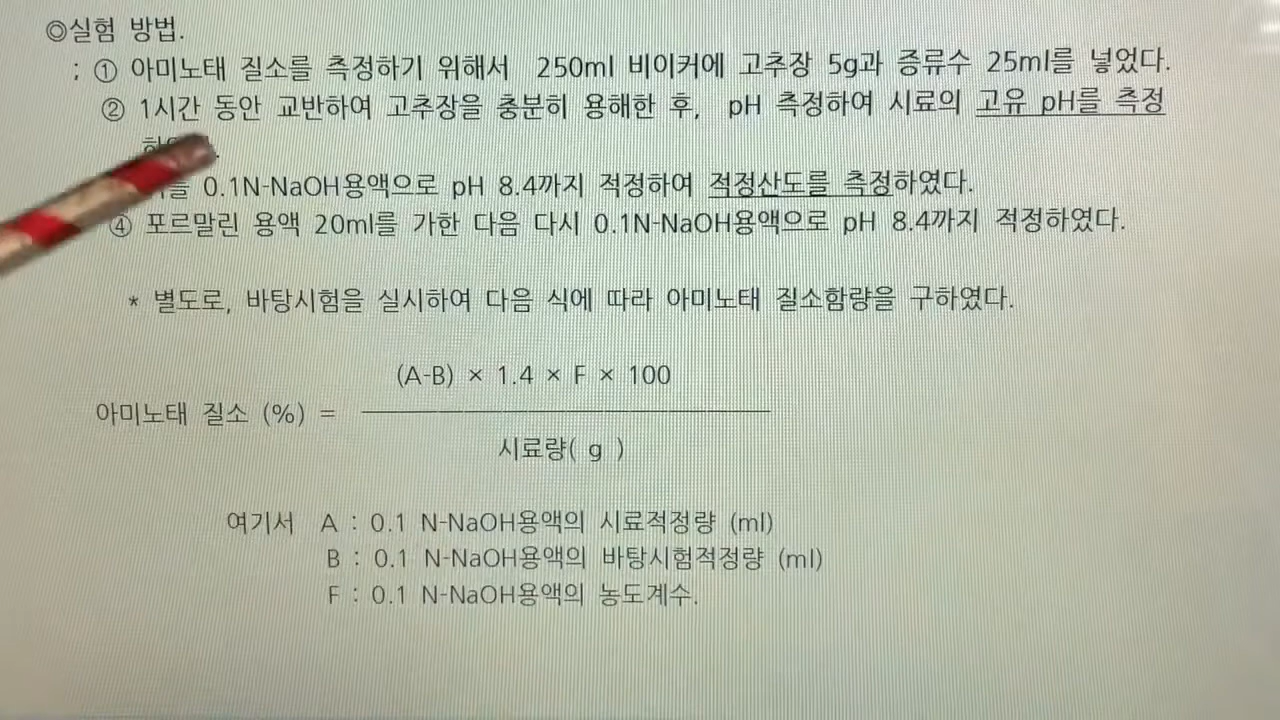 ◎실험 방법.
; ① 아미노태 질소를 측정하기 위해서 250ml 비이커에 고추장 5g과 증류수 25ml를 넣었다.
② 1시간 동안 교반하여 고추장을 충분히 용해한 후, pH 측정하여 시료의 고유 pH를 측정
0.1N-NaOH용액으로 pH 8.4까지 적정하여 적정산도를 측정하였다.
④ 포르말린 용액 20ml를 가한 다음 다시 0.1N-NaOH용액으로 pH 8.4까지 적정하였다.
* 별도로, 바탕시험을 실시하여 다음 식에 따라 아미노태 질소함량을 구하였다.
(A-B) × 1.4 × F × 100
아미노태 질소 (%) =
시료량( g )
여기서 A : 0.1 N-NaOH용액의 시료적정량 (ml)
B : 0.1 N-NaOH용액의 바탕시험적정량 (ml)
F : 0.1 N-NaOH용액의 농도계수.